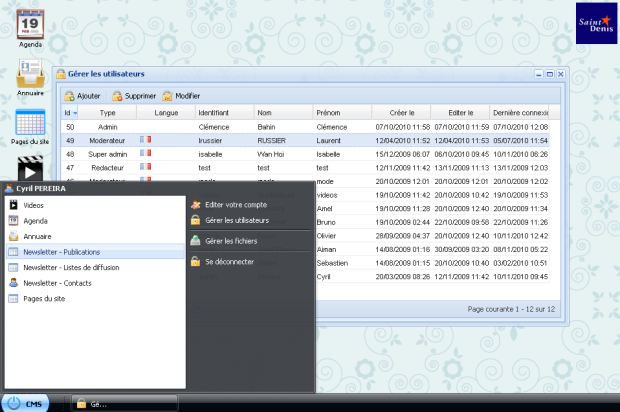 Agenda
Annuaire
Pages du site
Saint
Denis
Gérer les utilisateurs
Ajouter Supprimer Modifier
Id Type Langue Identifiant Nom Prénom Créer le Editer le Dernière connexi
50 Admin Clémence Bahin Clémence 07/10/2010 11:58 07/10/2010 11:59 07/10/2010 12:08
49 Moderateur lrussier RUSSIER Laurent 12/04/2010 11:52 12/04/2010 11:53 05/07/2010 11:54
48 Super admin isabelle Wan Hoi Isabelle 15/12/2009 06:07 06/10/2010 09:45 10/11/2010 06:26
47 Redacteur test test test 12/11/2009 11:42 13/11/2009 11:13 13/11/2009 12:03
mode 20/10/2009 12:01 20/10/2009 12:01 20/10/2009 12:02
videos 19/10/2009 11:42 20/10/2009 10:42 19/10/2009 11:53
Amel 19/10/2009 11:28 20/10/2009 12:40 20/10/2009 11:34
Bruno 19/10/2009 02:44 20/10/2009 09:58 22/10/2009 11:26
Olivier 28/09/2009 04:37 20/10/2009 12:40 10/11/2010 12:42
Aiman 14/08/2009 01:16 30/09/2009 03:20 08/11/2010 05:22
Sebastien 14/08/2009 01:15 20/10/2009 10:40 03/02/2010 10:51
Cyril 20/03/2009 08:26 12/11/2009 11:42 10/11/2010 09:45
Page courante 1 - 12 sur 12
Cyril PEREIRA
Videos
Agenda
Annuaire
Newsletter - Publications
Newsletter - Listes de diffusion
Newsletter - Contacts
Pages du site
Editer votre compte
Gérer les utilisateurs
Gérer les fichiers
Se déconnecter
CMS
Gé...